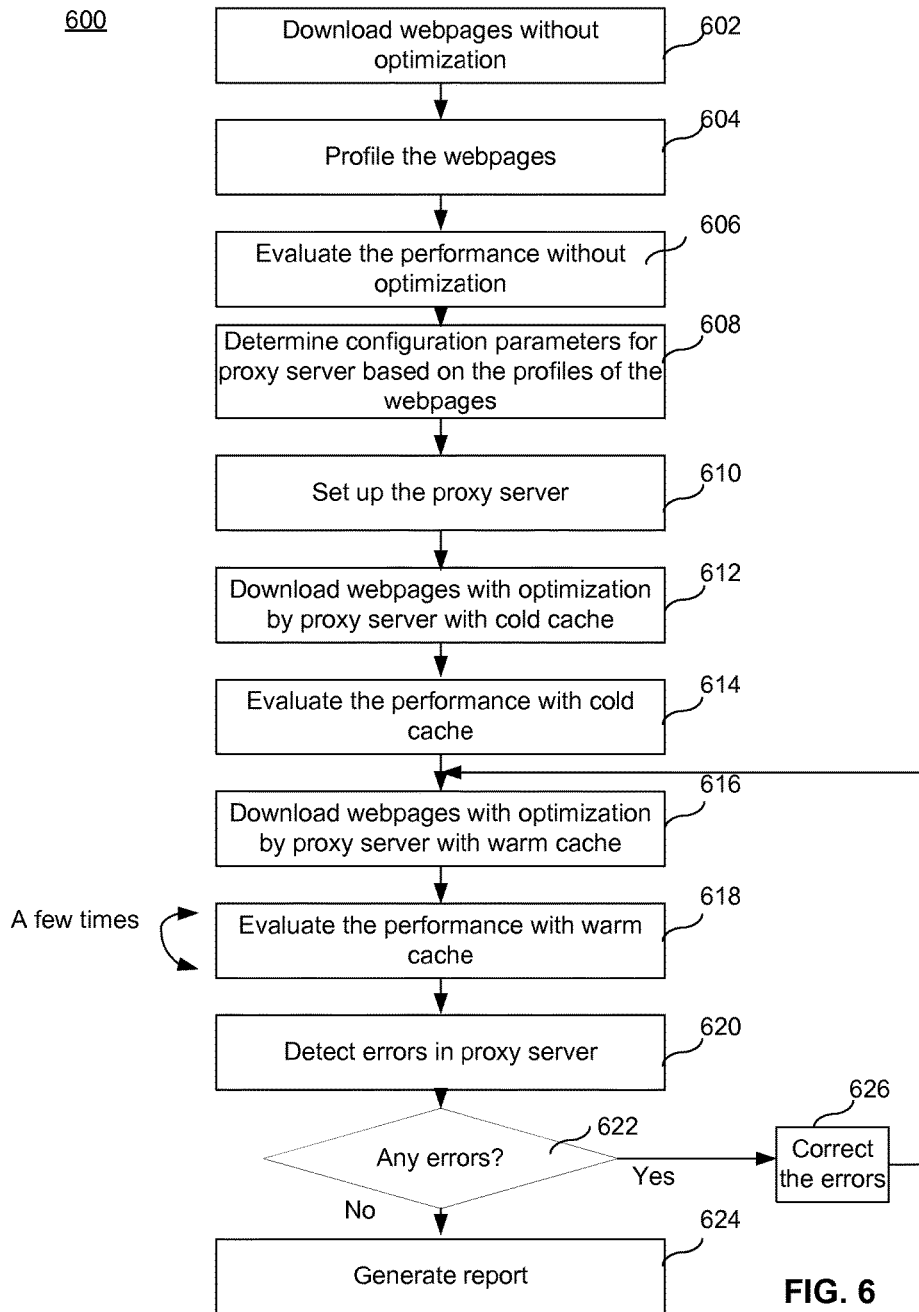 600
Download webpages without
optimization
602
Profile the webpages
604
Evaluate the performance without
optimization
606
Determine configuration parameters for
proxy server based on the profiles of the
webpages
608
Set up the proxy server
610
Download webpages with optimization
by proxy server with cold cache
612
Evaluate the performance with cold
cache
614
Download webpages with optimization
by proxy server with warm cache
616
A few times
Evaluate the performance with warm
cache
618
Detect errors in proxy server
620
Any errors?
622
Yes
Correct
the errors
626
No
Generate report
624
FIG. 6